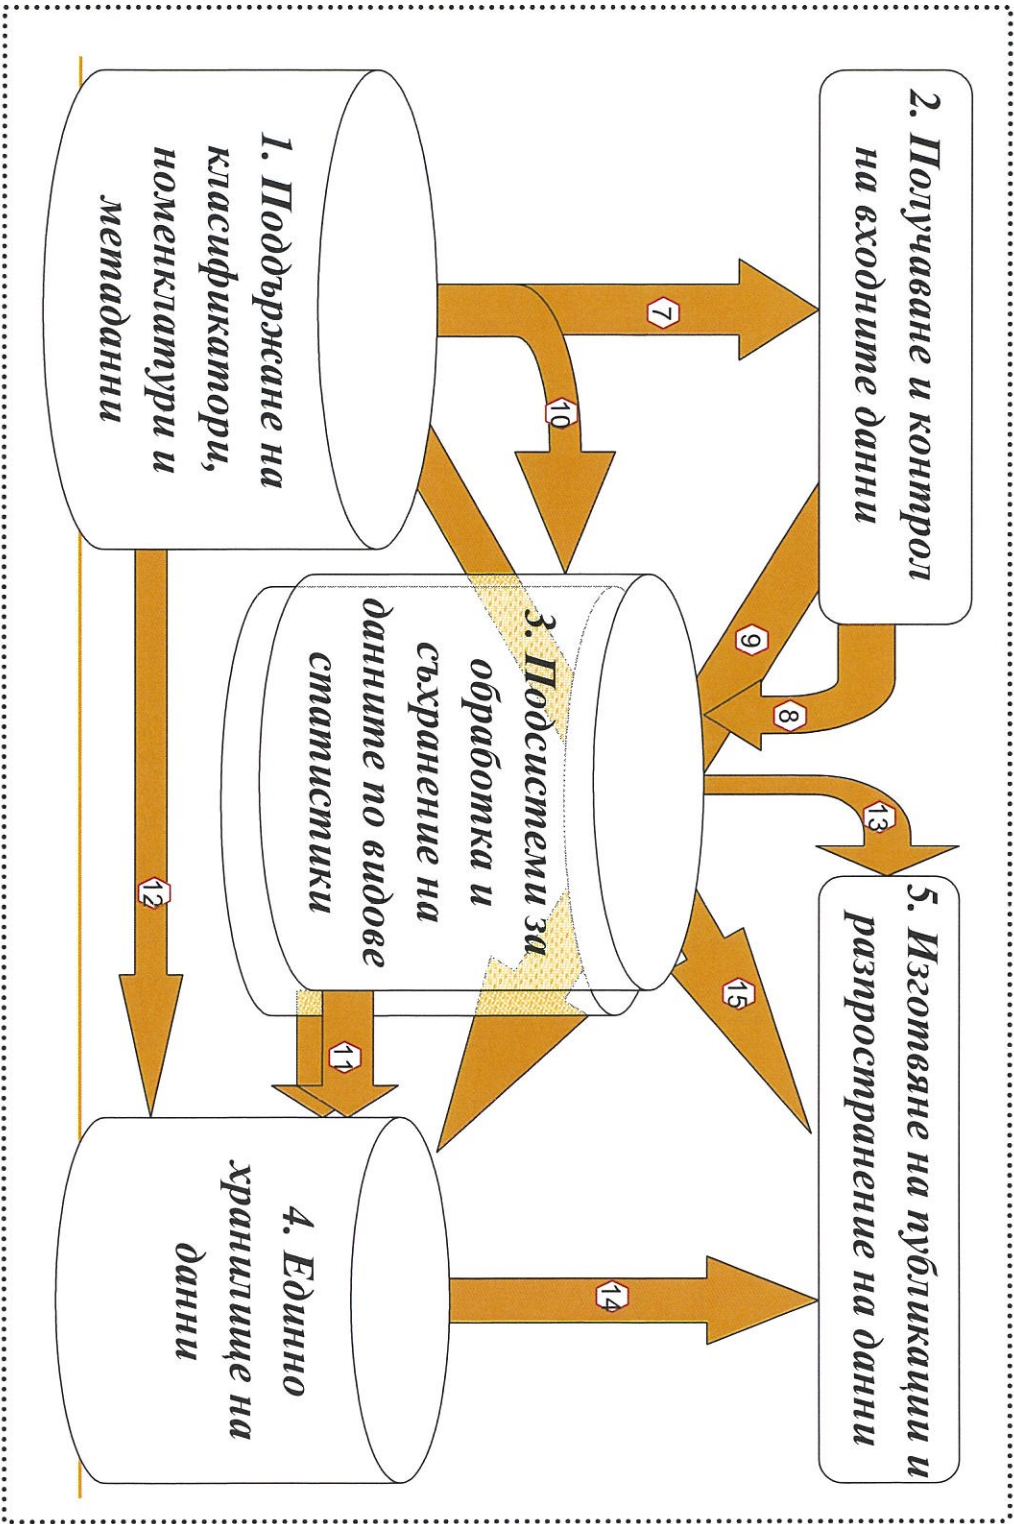 2. Получаване и контрол
на входните данни
5. Изготвяне на публикации и
разпространение на данни
7
8
9
10
13
15
14
1. Поддържане на
класификатори,
номенклатури и
метаданни
3. Подсистеми за
обработка и
съхранение на
данните по видове
статистики
11
12
4. Единно
хранилище на
данни